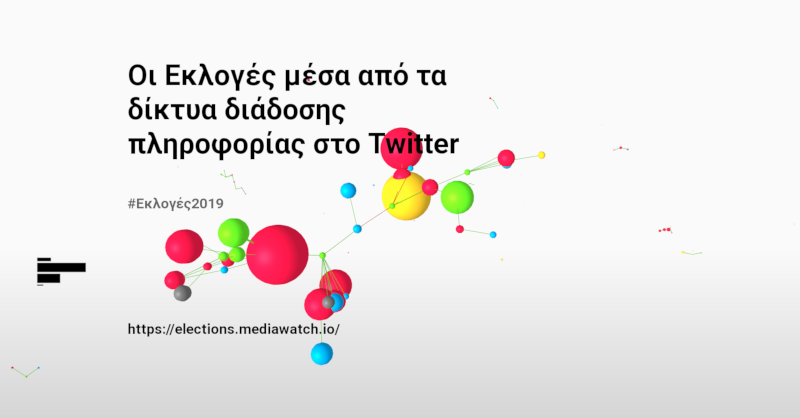 Οι Εκλογές μέσα από τα
δίκτυα διάδοσης
πληροφορίας στο Twitter
#Εκλογές2019
https://elections.mediawatch.io/